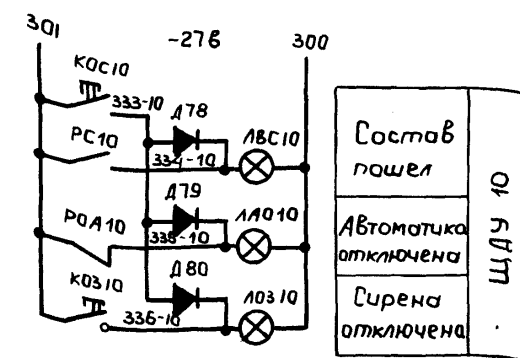 301
-27в
300
КОС10
333-10
Д78
РС10
334-10
ЛВС10
Д79
РОА10
335-10
ЛАО10
Д80
КОЗ10
336-10
ЛОЗ10
Состав
пошел
Автоматика
отключена
Сирена
отключена
ЩДУ 10